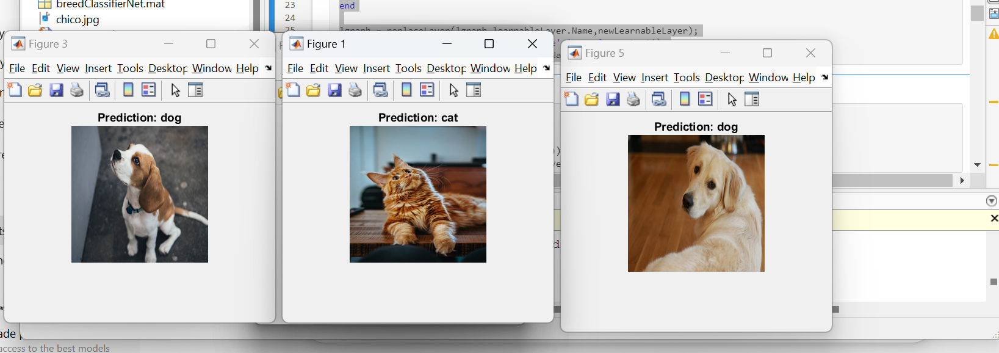 breedClassifierNet.mat
chico.jpg
23
end
24
25
lgraph = replaceLayer(lgraph,learnableLayer.Name,newLearnableLayer);
Figure 3
File Edit View Insert Tools Desktop Window Help
Prediction: dog
Figure 1
File Edit View Insert Tools Desktop Window Help
Prediction: cat
Figure 5
File Edit View Insert Tools Desktop Window Help
Prediction: dog
access to the best models